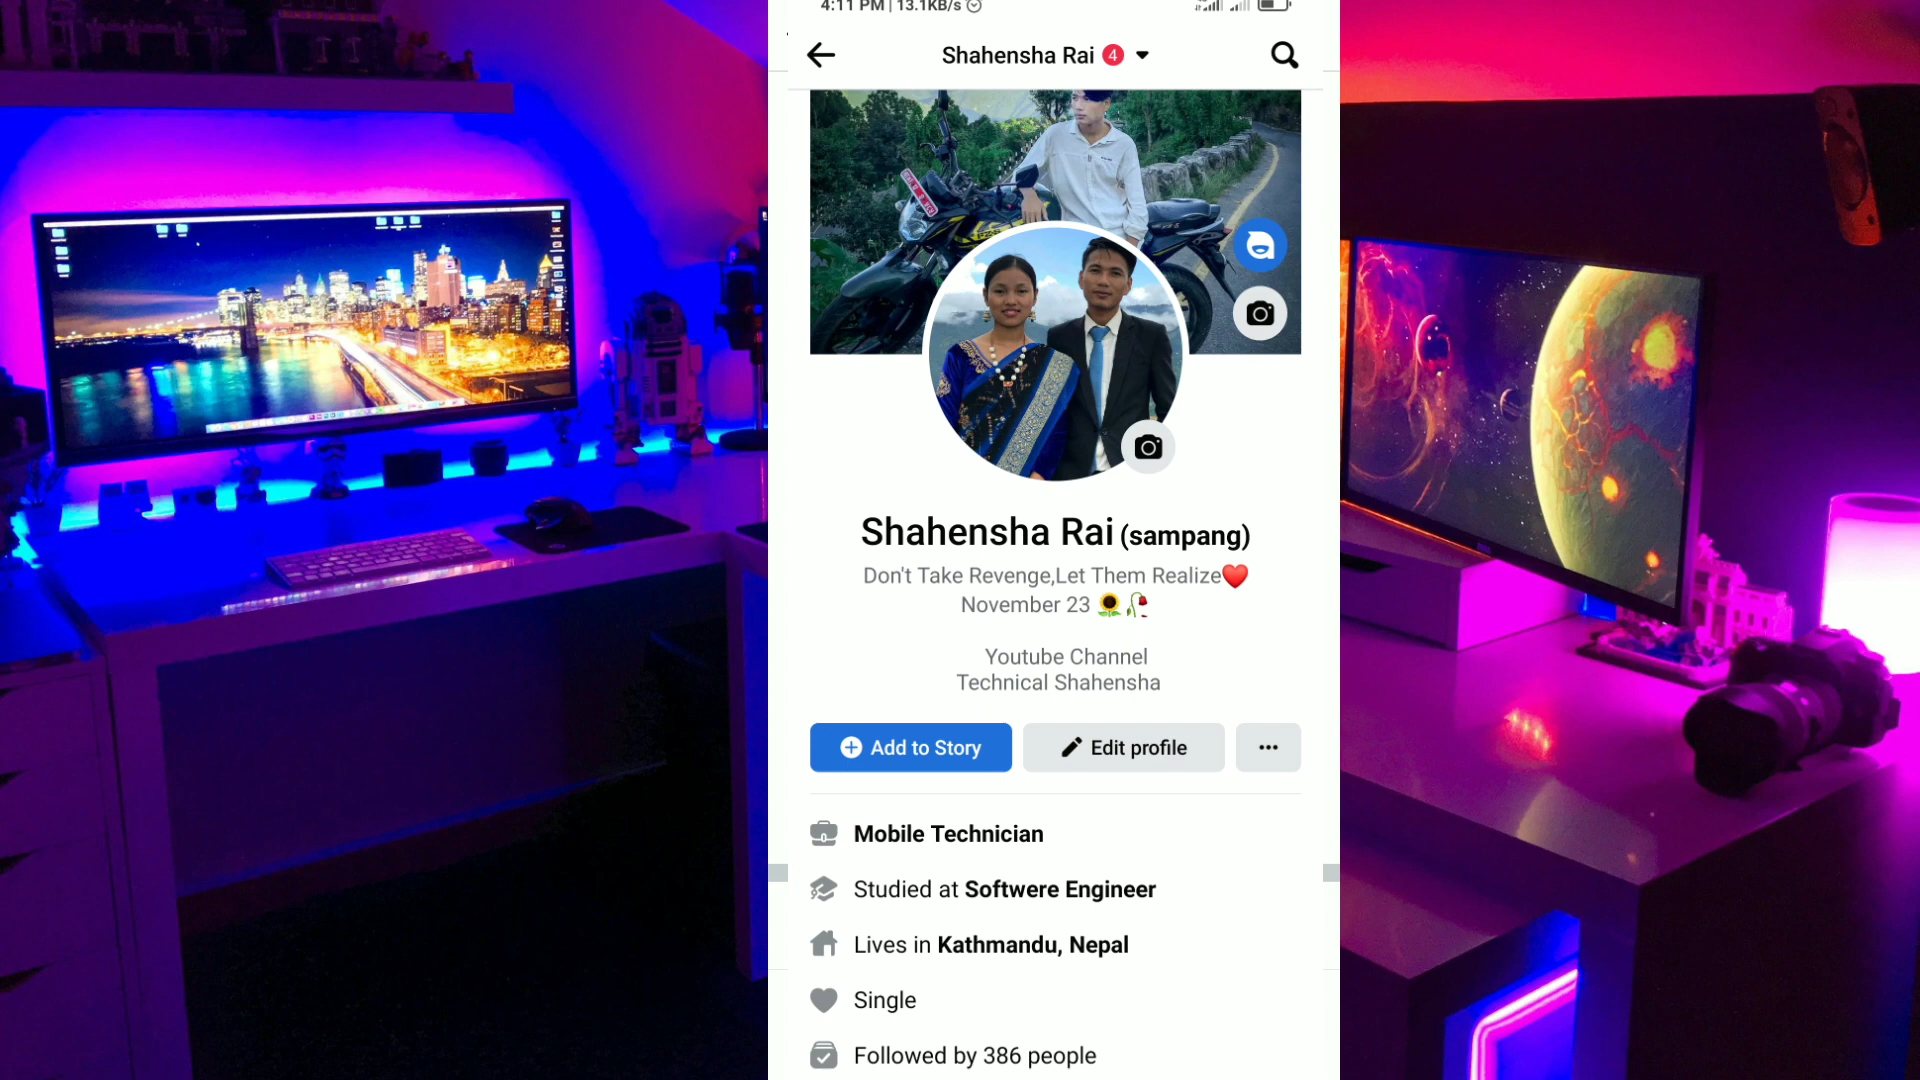 4:11 PM | 13.1KB/s
Shahensha Rai 4
Shahensha Rai (sampang)
Don't Take Revenge,Let Them Realize❤️
November 23 🌻🥀
Youtube Channel
Technical Shahensha
Add to Story
Edit profile
Mobile Technician
Studied at Softwere Engineer
Lives in Kathmandu, Nepal
Single
Followed by 386 people